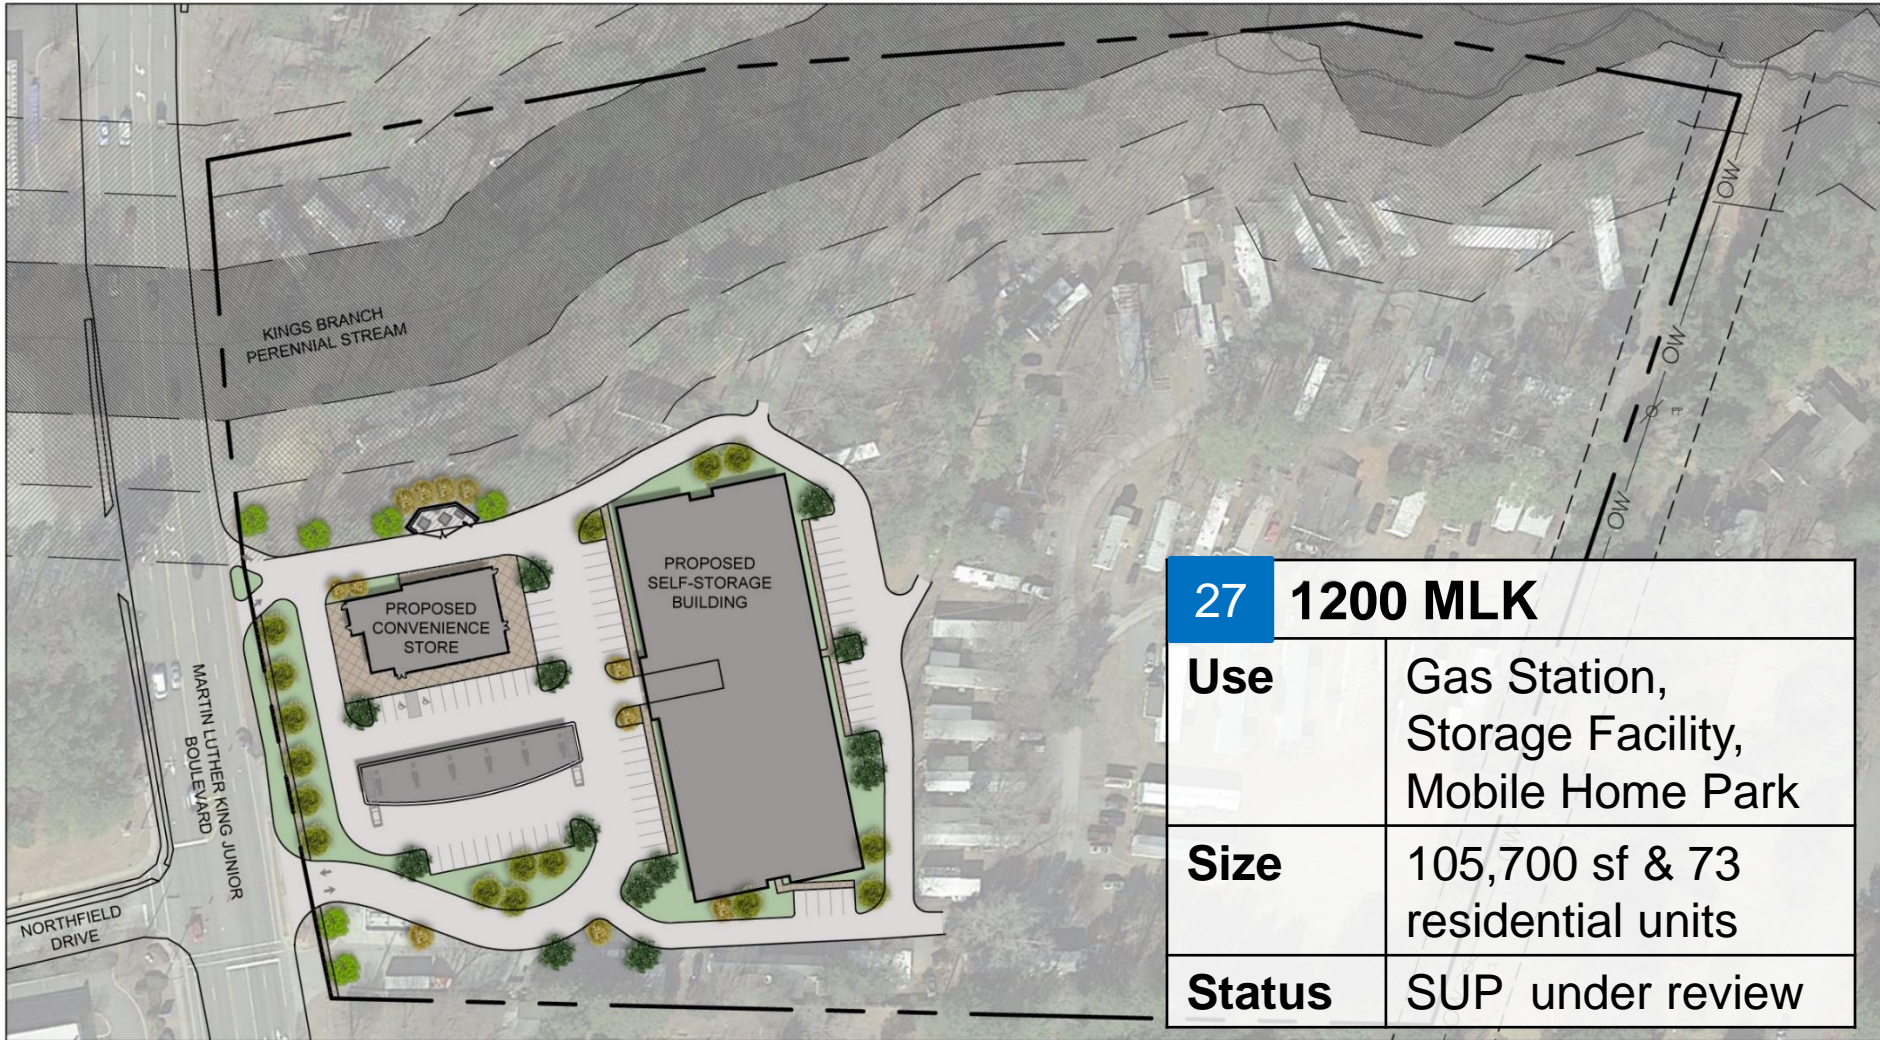 KINGS BRANCH
PERENNIAL STREAM
PROPOSED
SELF-STORAGE
BUILDING
PROPOSED
CONVENIENCE
STORE
MARTIN LUTHER KING JUNIOR
BOULEVARD
NORTHFIELD
DRIVE
OW
OW
PP
OW
27 1200 MLK
Use Gas Station,
Storage Facility,
Mobile Home Park
Size 105,700 sf & 73
residential units
Status SUP under review